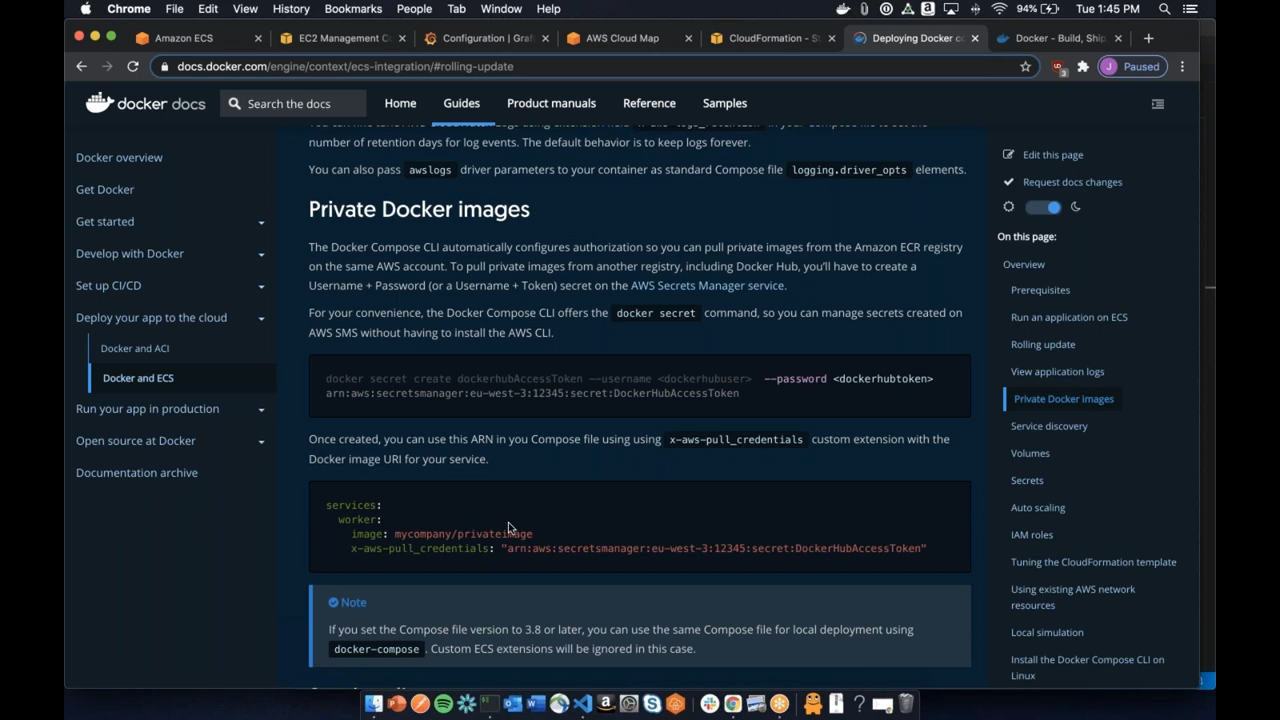 Chrome File Edit View History Bookmarks People Tab Window Help 94% Tue 1:45 PM
Amazon ECS
EC2 Management C
Configuration | Graf
AWS Cloud Map
CloudFormation - St
Deploying Docker co
Docker - Build, Ship
docs.docker.com/engine/context/ecs-integration/#rolling-update
3
J Paused
docker docs Search the docs Home Guides Product manuals Reference Samples
Docker overview
Get Docker
Get started
Develop with Docker
Set up CI/CD
Deploy your app to the cloud
Docker and ACI
Docker and ECS
Run your app in production
Open source at Docker
Documentation archive
number of retention days for log events. The default behavior is to keep logs forever.
You can also pass awslogs driver parameters to your container as standard Compose file logging.driver_opts elements.
Private Docker images
The Docker Compose CLI automatically configures authorization so you can pull private images from the Amazon ECR registry
on the same AWS account. To pull private images from another registry, including Docker Hub, you'll have to create a
Username + Password (or a Username + Token) secret on the AWS Secrets Manager service.
For your convenience, the Docker Compose CLI offers the docker secret command, so you can manage secrets created on
AWS SMS without having to install the AWS CLI.
docker secret create dockerhubAccessToken --username <dockerhubuser> --password <dockerhubtoken>
arn:aws:secretsmanager:eu-west-3:12345:secret:DockerHubAccessToken
Once created, you can use this ARN in you Compose file using using x-aws-pull_credentials custom extension with the
Docker image URI for your service.
services:
worker:
image: mycompany/privateimage
x-aws-pull_credentials: "arn:aws:secretsmanager:eu-west-3:12345:secret:DockerHubAccessToken"
Note
If you set the Compose file version to 3.8 or later, you can use the same Compose file for local deployment using
docker-compose . Custom ECS extensions will be ignored in this case.
Edit this page
Request docs changes
On this page:
Overview
Prerequisites
Run an application on ECS
Rolling update
View application logs
Private Docker images
Service discovery
Volumes
Secrets
Auto scaling
IAM roles
Tuning the CloudFormation template
Using existing AWS network
resources
Local simulation
Install the Docker Compose CLI on
Linux